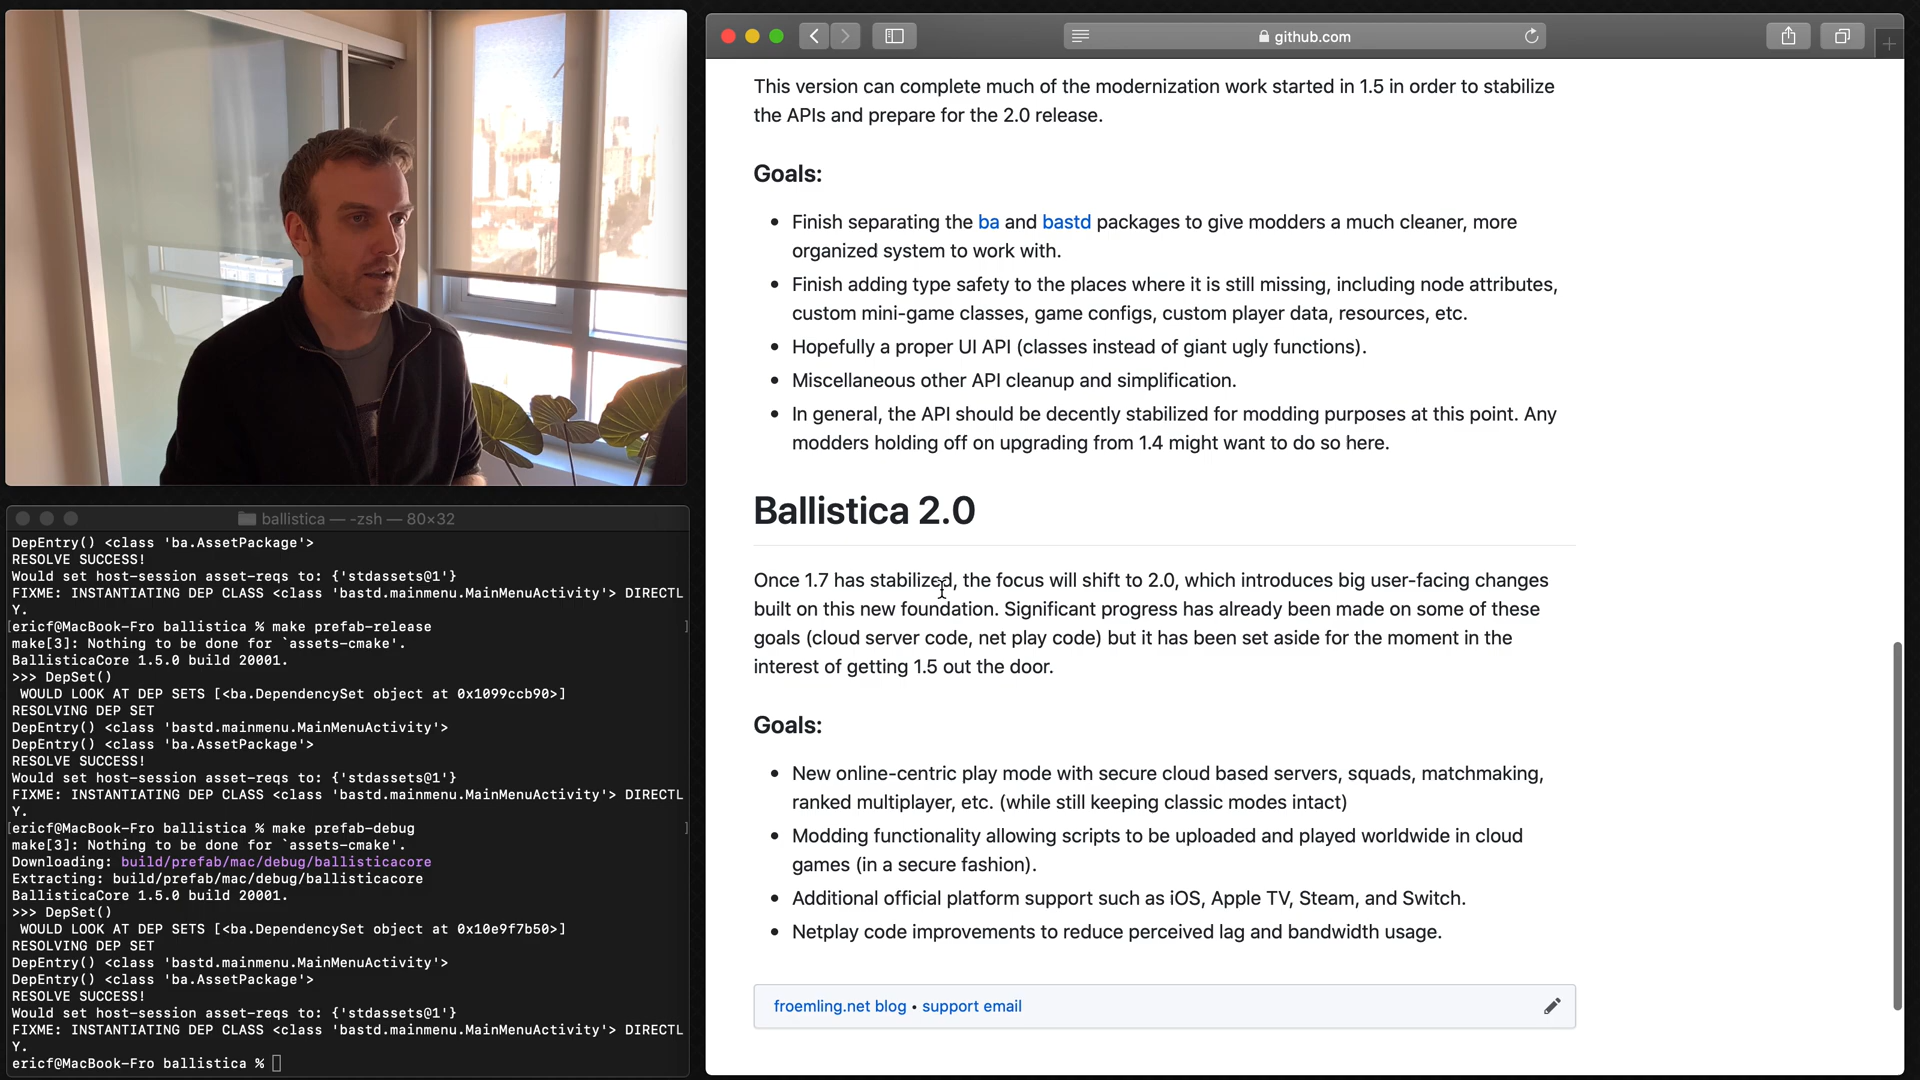 ballistica — -zsh — 80×32
DepEntry() <class 'ba.AssetPackage'>
RESOLVE SUCCESS!
Would set host-session asset-reqs to: {'stdassets@1'}
FIXME: INSTANTIATING DEP CLASS <class 'bastd.mainmenu.MainMenuActivity'> DIRECTL
Y.
[ericf@MacBook-Fro ballistica % make prefab-release ]
make[3]: Nothing to be done for `assets-cmake'.
BallisticaCore 1.5.0 build 20001.
>>> DepSet()
WOULD LOOK AT DEP SETS [<ba.DependencySet object at 0x1099ccb90>]
RESOLVING DEP SET
DepEntry() <class 'bastd.mainmenu.MainMenuActivity'>
DepEntry() <class 'ba.AssetPackage'>
RESOLVE SUCCESS!
Would set host-session asset-reqs to: {'stdassets@1'}
FIXME: INSTANTIATING DEP CLASS <class 'bastd.mainmenu.MainMenuActivity'> DIRECTL
Y.
[ericf@MacBook-Fro ballistica % make prefab-debug ]
make[3]: Nothing to be done for `assets-cmake'.
Downloading: build/prefab/mac/debug/ballisticacore
Extracting: build/prefab/mac/debug/ballisticacore
BallisticaCore 1.5.0 build 20001.
>>> DepSet()
WOULD LOOK AT DEP SETS [<ba.DependencySet object at 0x10e9f7b50>]
RESOLVING DEP SET
DepEntry() <class 'bastd.mainmenu.MainMenuActivity'>
DepEntry() <class 'ba.AssetPackage'>
RESOLVE SUCCESS!
Would set host-session asset-reqs to: {'stdassets@1'}
FIXME: INSTANTIATING DEP CLASS <class 'bastd.mainmenu.MainMenuActivity'> DIRECTL
Y.
ericf@MacBook-Fro ballistica %
github.com
This version can complete much of the modernization work started in 1.5 in order to stabilize
the APIs and prepare for the 2.0 release.
Goals:
• Finish separating the ba and bastd packages to give modders a much cleaner, more
organized system to work with.
• Finish adding type safety to the places where it is still missing, including node attributes,
custom mini-game classes, game configs, custom player data, resources, etc.
• Hopefully a proper UI API (classes instead of giant ugly functions).
• Miscellaneous other API cleanup and simplification.
• In general, the API should be decently stabilized for modding purposes at this point. Any
modders holding off on upgrading from 1.4 might want to do so here.
Ballistica 2.0
Once 1.7 has stabilized, the focus will shift to 2.0, which introduces big user-facing changes
built on this new foundation. Significant progress has already been made on some of these
goals (cloud server code, net play code) but it has been set aside for the moment in the
interest of getting 1.5 out the door.
Goals:
• New online-centric play mode with secure cloud based servers, squads, matchmaking,
ranked multiplayer, etc. (while still keeping classic modes intact)
• Modding functionality allowing scripts to be uploaded and played worldwide in cloud
games (in a secure fashion).
• Additional official platform support such as iOS, Apple TV, Steam, and Switch.
• Netplay code improvements to reduce perceived lag and bandwidth usage.
froemling.net blog • support email